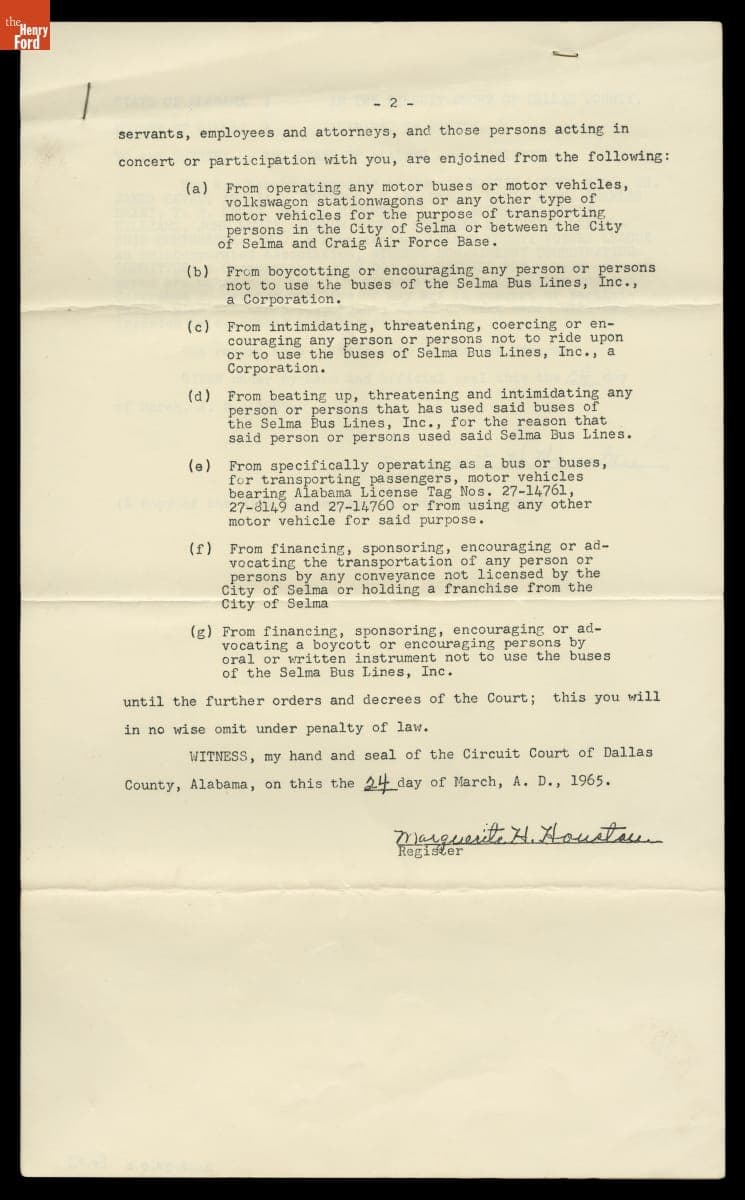 the
Henry
Ford
- 2 -
servants, employees and attorneys, and those persons acting in
concert or participation with you, are enjoined from the following:
(a) From operating any motor buses or motor vehicles,
volkswagon stationwagons or any other type of
motor vehicles for the purpose of transporting
persons in the City of Selma or between the City
of Selma and Craig Air Force Base.
(b) From boycotting or encouraging any person or persons
not to use the buses of the Selma Bus Lines, Inc.,
a Corporation.
(c) From intimidating, threatening, coercing or en-
couraging any person or persons not to ride upon
or to use the buses of Selma Bus Lines, Inc., a
Corporation.
(d) From beating up, threatening and intimidating any
person or persons that has used said buses of
the Selma Bus Lines, Inc., for the reason that
said person or persons used said Selma Bus Lines.
(e) From specifically operating as a bus or buses,
for transporting passengers, motor vehicles
bearing Alabama License Tag Nos. 27-14761,
27-8149 and 27-14760 or from using any other
motor vehicle for said purpose.
(f) From financing, sponsoring, encouraging or ad-
vocating the transportation of any person or
persons by any conveyance not licensed by the
City of Selma or holding a franchise from the
City of Selma
(g) From financing, sponsoring, encouraging or ad-
vocating a boycott or encouraging persons by
oral or written instrument not to use the buses
of the Selma Bus Lines, Inc.
until the further orders and decrees of the Court; this you will
in no wise omit under penalty of law.
WITNESS, my hand and seal of the Circuit Court of Dallas
County, Alabama, on this the 24 day of March, A. D., 1965.
Marguerite H. Houston
Register